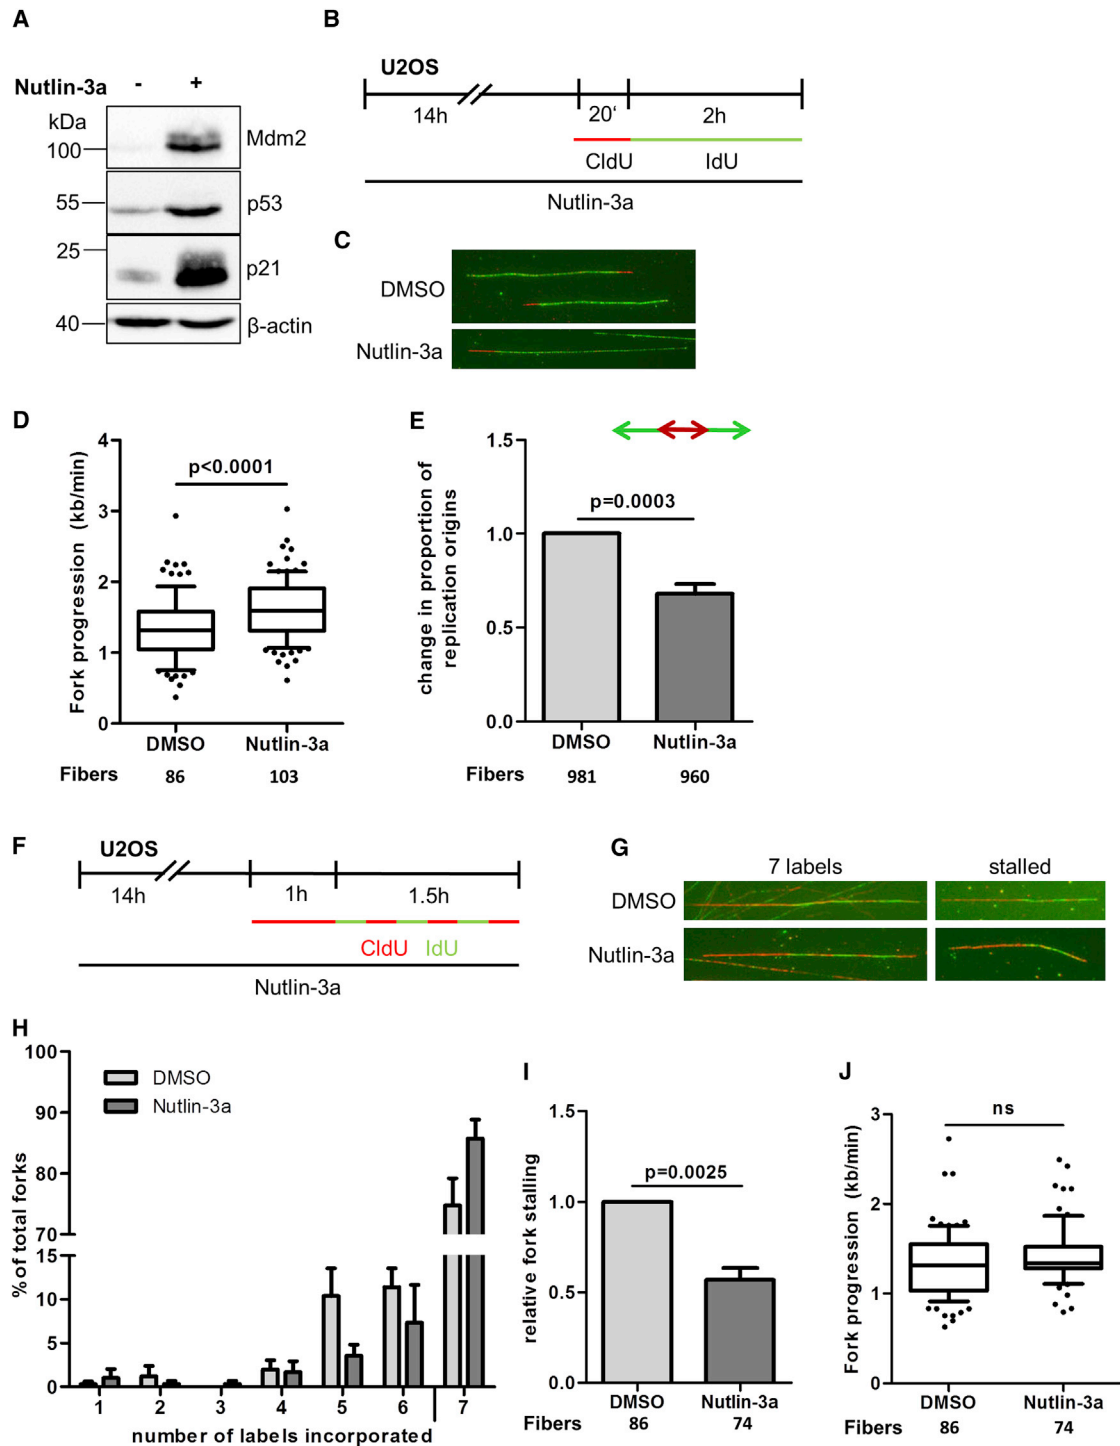 A
Nutlin-3a - +
kDa
100
Mdm2
55
p53
25
p21
40
β-actin
B
U2OS
14h
20'
2h
CldU
IdU
Nutlin-3a
C
DMSO
Nutlin-3a
D
Fork progression (kb/min)
4
3
2
1
0
p<0.0001
DMSO
Nutlin-3a
Fibers 86 103
E
change in proportion of
replication origins
1.5
1.0
0.5
0.0
p=0.0003
DMSO
Nutlin-3a
Fibers 981 960
F
U2OS
14h
1h
1.5h
CldU
IdU
Nutlin-3a
G
7 labels
stalled
DMSO
Nutlin-3a
H
% of total forks
100
90
80
70
15
10
5
0
DMSO
Nutlin-3a
1 2 3 4 5 6 7
number of labels incorporated
I
relative fork stalling
1.5
1.0
0.5
0.0
p=0.0025
DMSO
Nutlin-3a
Fibers 86 74
J
Fork progression (kb/min)
3
2
1
0
ns
DMSO
Nutlin-3a
Fibers 86 74